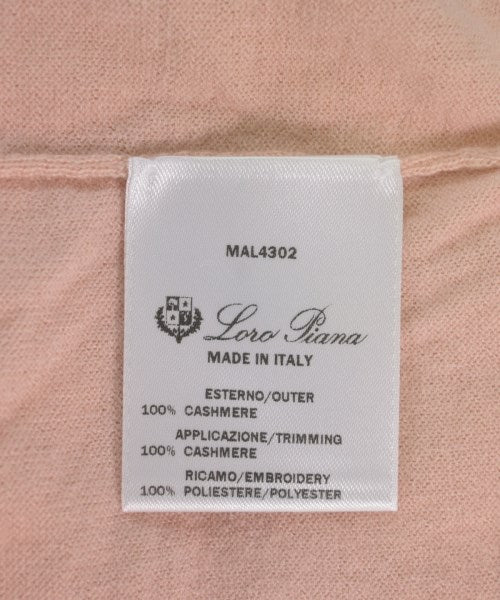 MAL4302
Loro Piana
MADE IN ITALY
ESTERNO/OUTER
100% CASHMERE
APPLICAZIONE/TRIMMING
100% CASHMERE
RICAMO/EMBROIDERY
100% POLIESTERE/POLYESTER